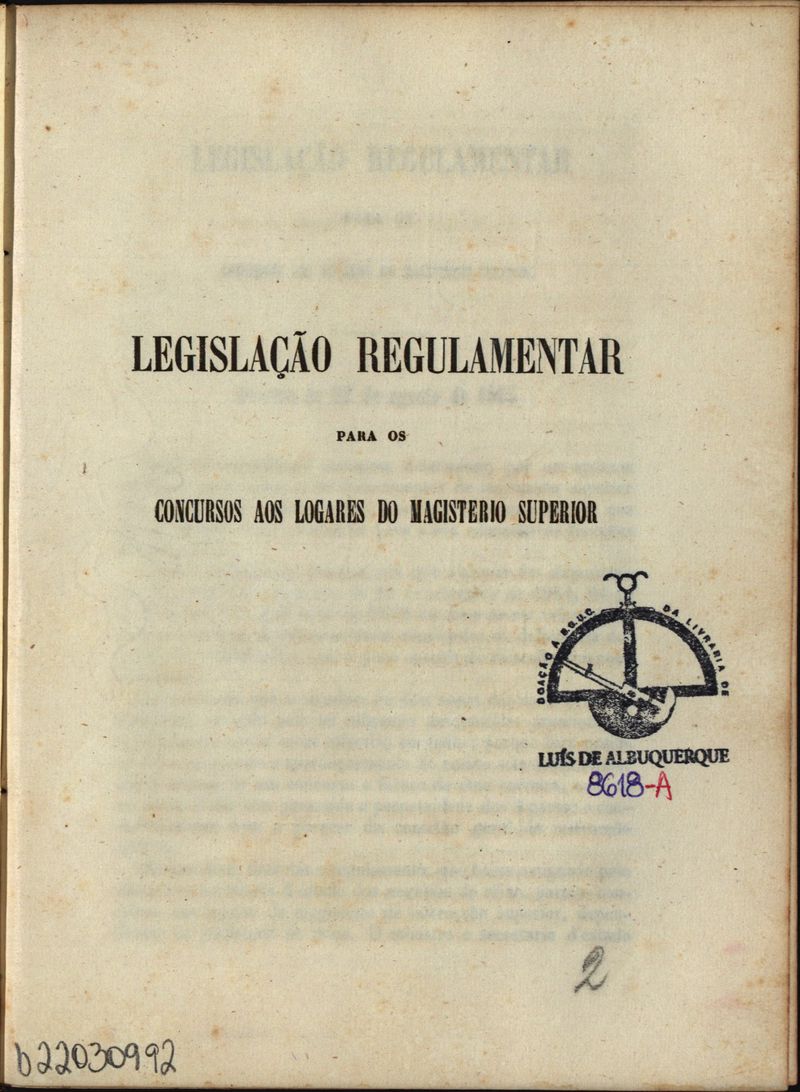 LEGISLAÇÃO REGULAMENTAR
PARA OS
CONCURSOS AOS LOGARES DO MAGISTERIO SUPERIOR
DOAÇÃO À B.G.U.C. DA LIVRARIA DE
LUÍS DE ALBUQUERQUE
8618-A
2
b22030992